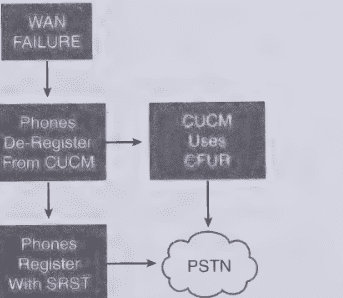 WAN
FAILURE
Phones
De-Register
From CUCM
CUCM
Uses
CFUR
Phones
Register
With SRST
PSTN